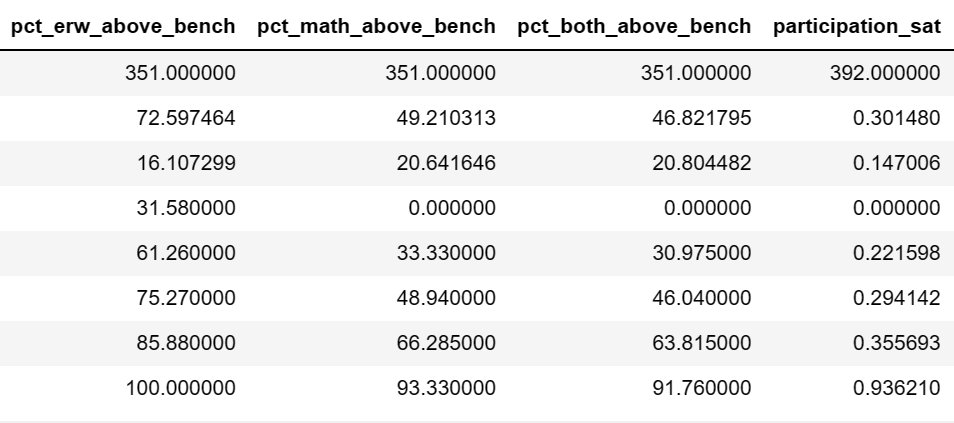 pct_erw_above_bench pct_math_above_bench pct_both_above_bench participation_sat
351.000000 351.000000 351.000000 392.000000
72.597464 49.210313 46.821795 0.301480
16.107299 20.641646 20.804482 0.147006
31.580000 0.000000 0.000000 0.000000
61.260000 33.330000 30.975000 0.221598
75.270000 48.940000 46.040000 0.294142
85.880000 66.285000 63.815000 0.355693
100.000000 93.330000 91.760000 0.936210